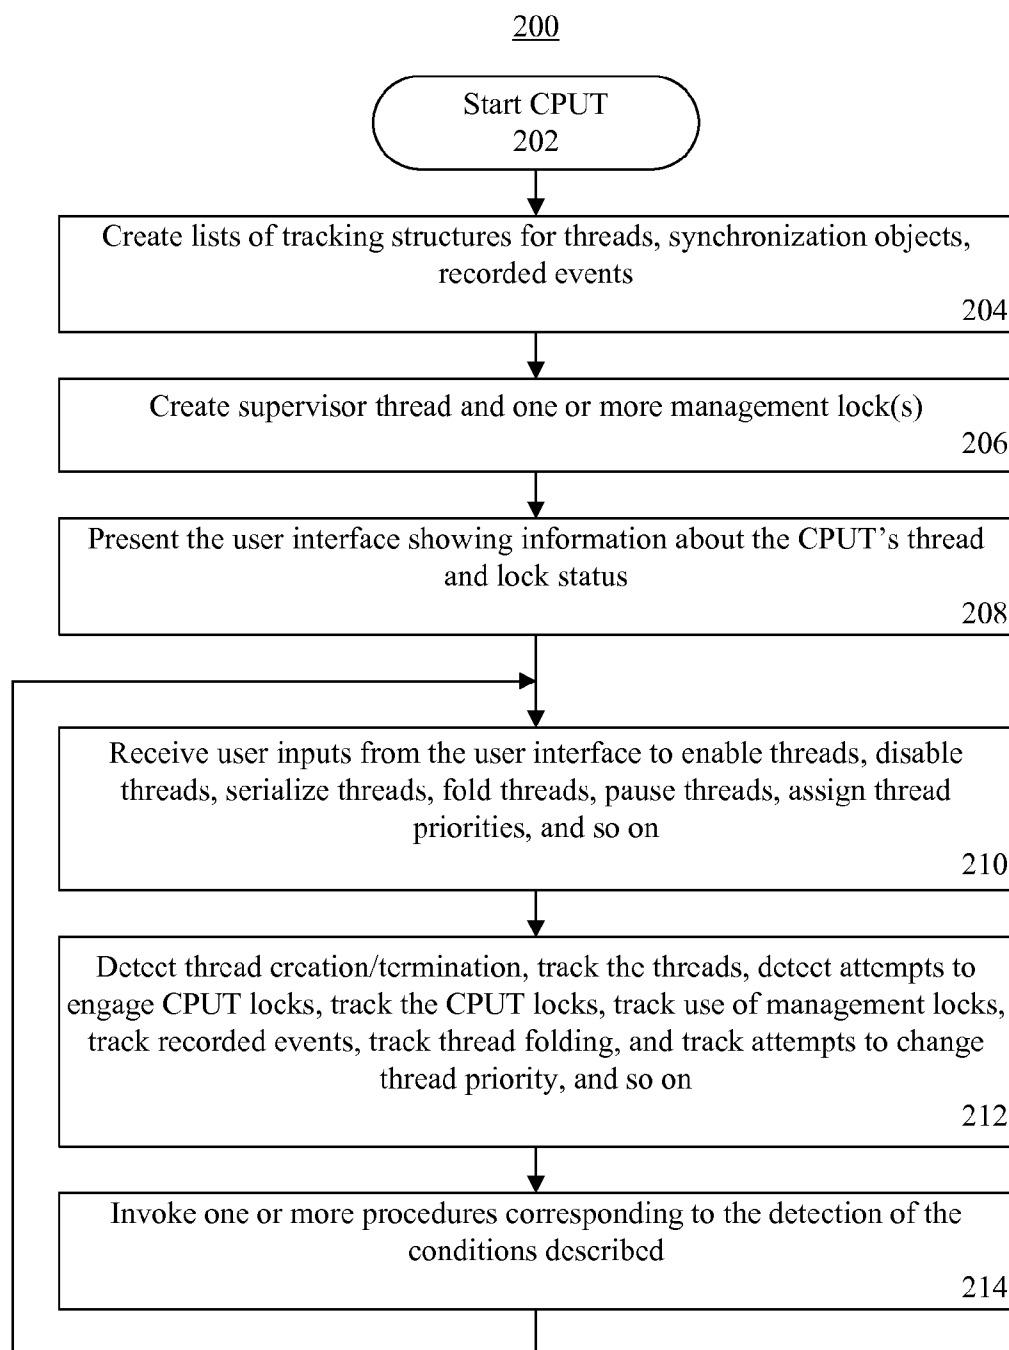 200
Start CPUT
202
Create lists of tracking structures for threads, synchronization objects,
recorded events
204
Create supervisor thread and one or more management lock(s)
206
Present the user interface showing information about the CPUT’s thread
and lock status
208
Receive user inputs from the user interface to enable threads, disable
threads, serialize threads, fold threads, pause threads, assign thread
priorities, and so on
210
Detect thread creation/termination, track the threads, detect attempts to
engage CPUT locks, track the CPUT locks, track use of management locks,
track recorded events, track thread folding, and track attempts to change
thread priority, and so on
212
Invoke one or more procedures corresponding to the detection of the
conditions described
214